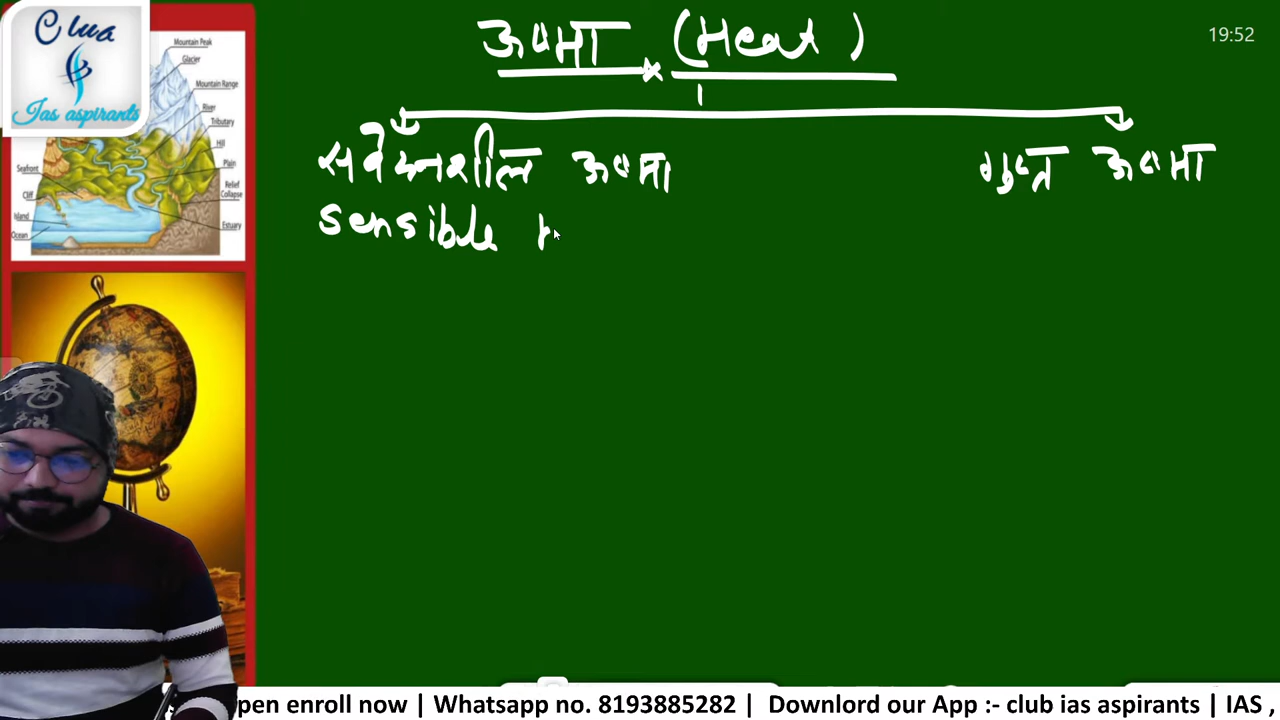 Clua
Ias aspirants
Mountain Peak
Glacier
Mountain Range
River
Tributary
Hill
Plain
Relief
Collapse
Estuary
Seafront
Cliff
Island
Ocean
19:52
ऊष्मा (Heat)
संवेदनशील ऊष्मा
गुप्त ऊष्मा
sensible
pen enroll now | Whatsapp no. 8193885282 | Downlord our App :- club ias aspirants | IAS ,